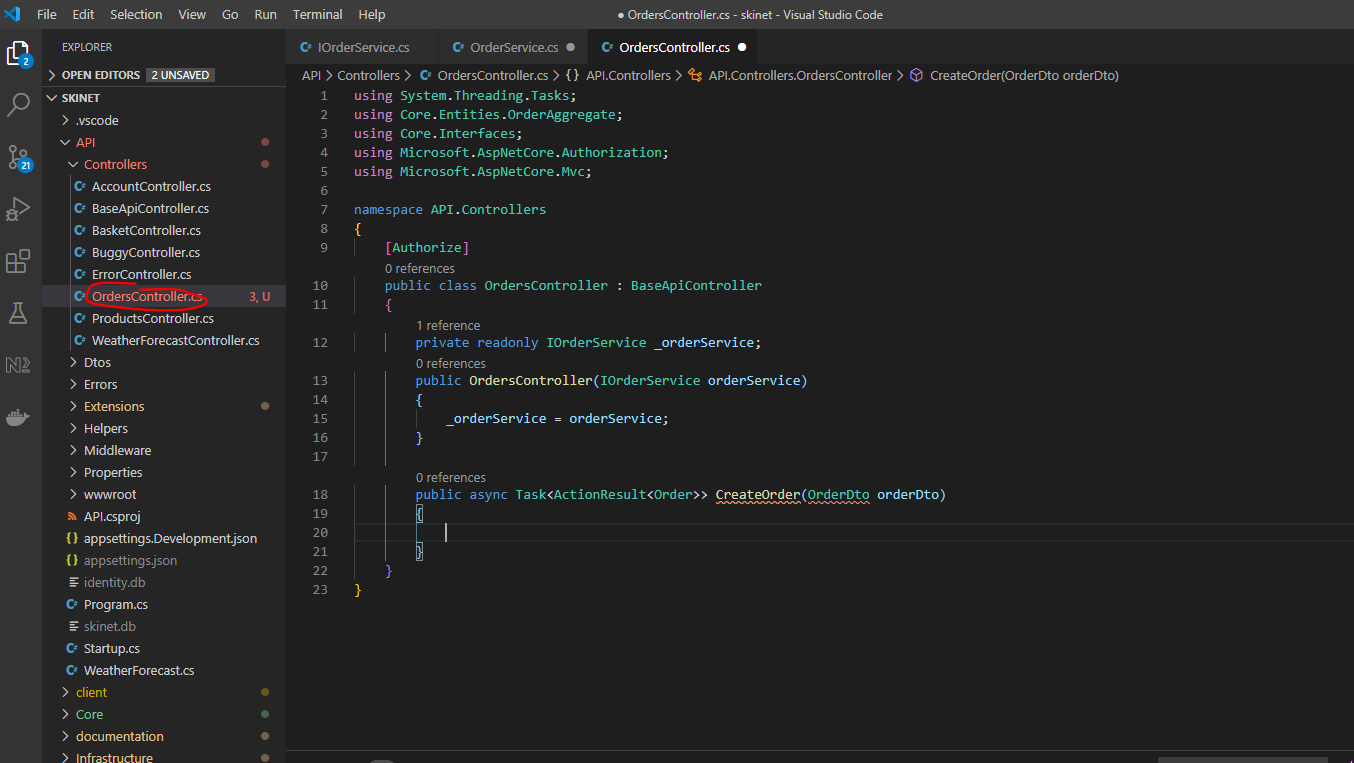 File Edit Selection View Go Run Terminal Help
● OrdersController.cs - skinet - Visual Studio Code
EXPLORER
2
OPEN EDITORS 2 UNSAVED
SKINET
.vscode
API
Controllers
AccountController.cs
BaseApiController.cs
BasketController.cs
BuggyController.cs
ErrorController.cs
OrdersController.cs 3, U
ProductsController.cs
WeatherForecastController.cs
Dtos
Errors
Extensions
Helpers
Middleware
Properties
wwwroot
API.csproj
appsettings.Development.json
appsettings.json
identity.db
Program.cs
skinet.db
Startup.cs
WeatherForecast.cs
client
Core
documentation
Infrastructure
21
IOrderService.cs OrderService.cs ● OrdersController.cs ●
API > Controllers > OrdersController.cs > {} API.Controllers > API.Controllers.OrdersController > CreateOrder(OrderDto orderDto)
1 using System.Threading.Tasks;
2 using Core.Entities.OrderAggregate;
3 using Core.Interfaces;
4 using Microsoft.AspNetCore.Authorization;
5 using Microsoft.AspNetCore.Mvc;
6
7 namespace API.Controllers
8 {
9 [Authorize]
0 references
10 public class OrdersController : BaseApiController
11 {
1 reference
12 private readonly IOrderService _orderService;
0 references
13 public OrdersController(IOrderService orderService)
14 {
15 _orderService = orderService;
16 }
17
0 references
18 public async Task<ActionResult<Order>> CreateOrder(OrderDto orderDto)
19 {
20
21 }
22 }
23 }